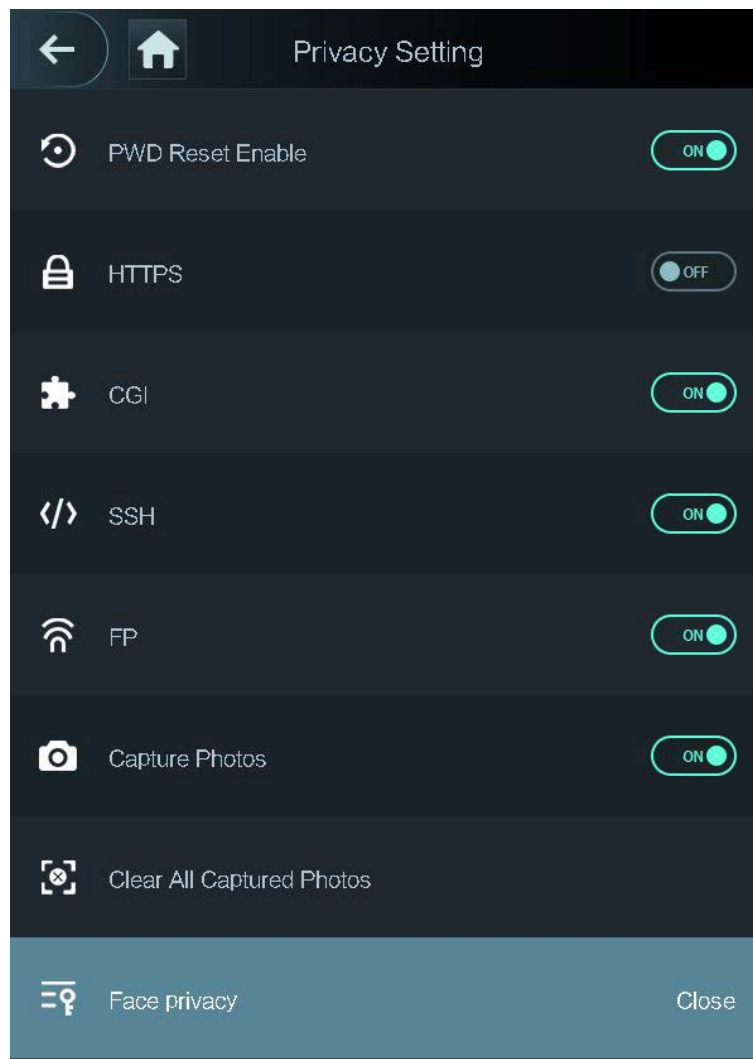 Privacy Setting
PWD Reset Enable ON
HTTPS OFF
CGI ON
SSH ON
FP ON
Capture Photos ON
Clear All Captured Photos
Face privacy Close